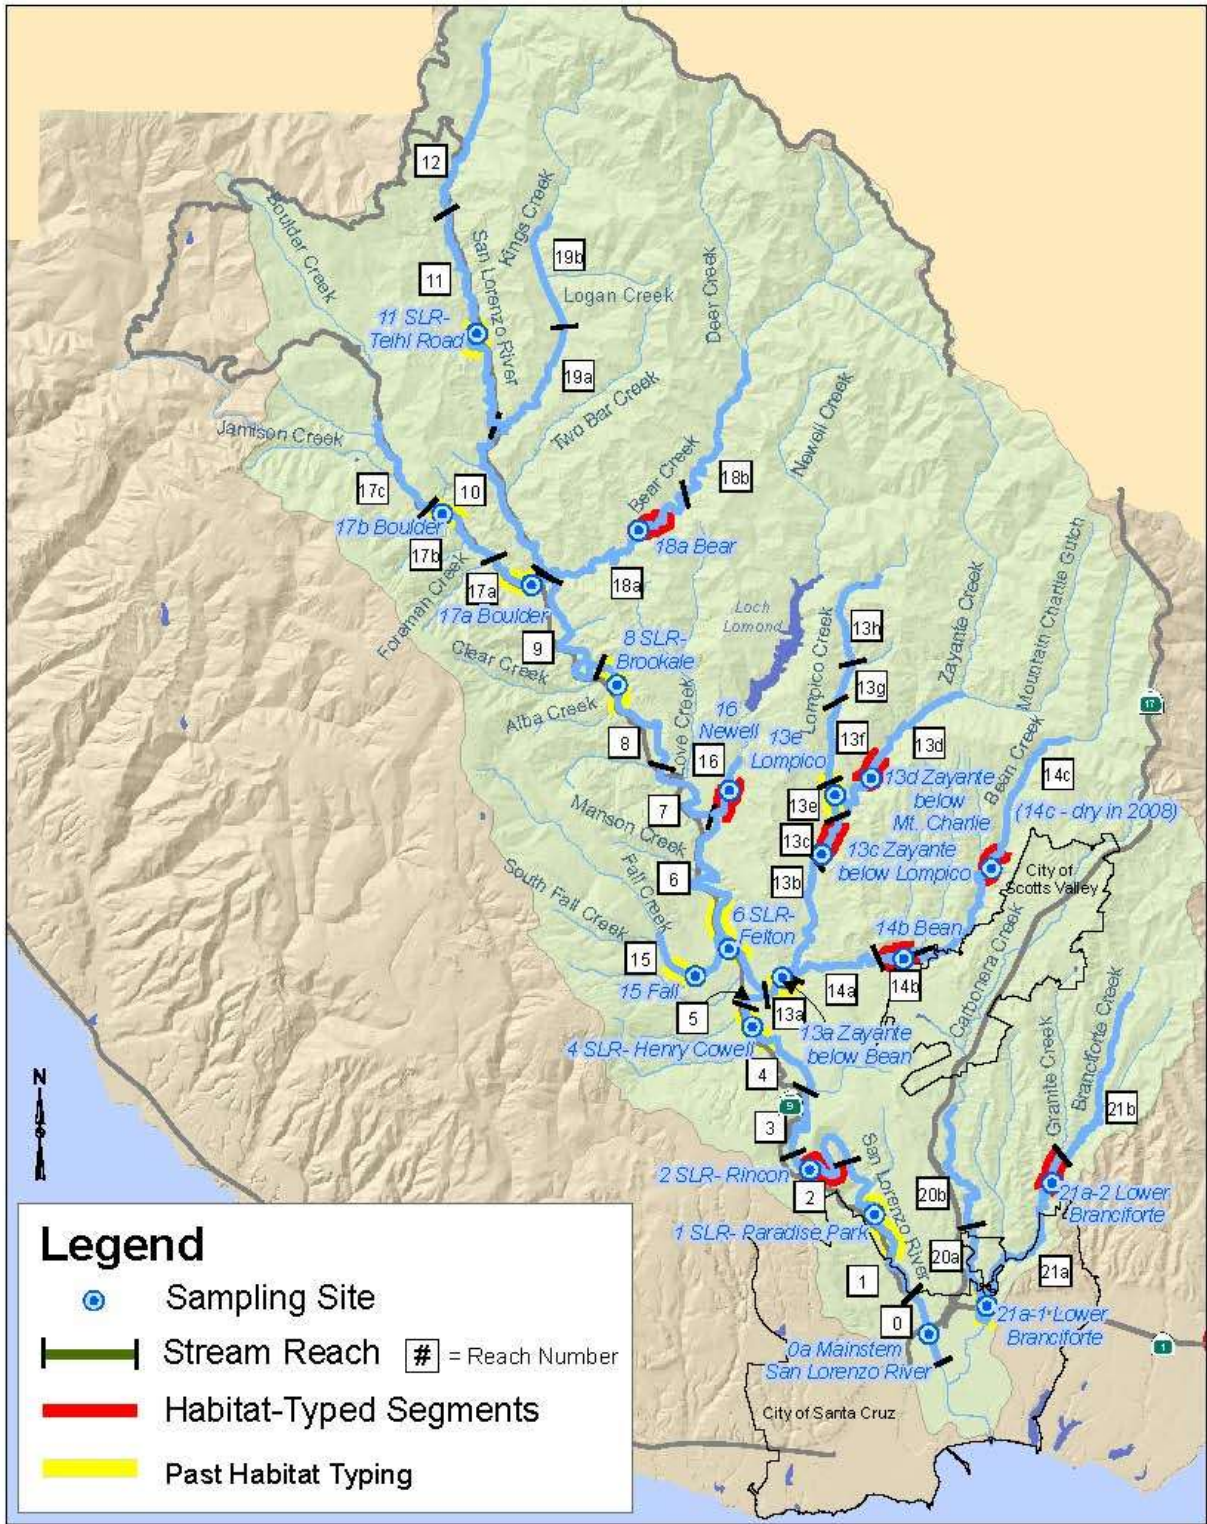 12
Boulder Creek
Kings Creek
San Lorenzo River
19b
11
Logan Creek
Deer Creek
11 SLR-
Teihl Road
19a
Two Bar Creek
Newell Creek
Jamison Creek
Bear Creek
17c
10
18b
17b Boulder
18a Bear
17b
Foreman Creek
17a
17a Boulder
18a
Loch
Lomond
Lompico Creek
Zayante Creek
Mountain Charlie Gutch
13h
9
Clear Creek
8 SLR-
Brookale
13g
Alba Creek
Love Creek
16
Newell
13e
Lompico
13f
13d
Bean Creek
17
8
16
14c
13d Zayante
below
Mt. Charlie
(14c - dry in 2008)
7
Manson Creek
13e
13c
13c Zayante
below Lompico
City of
Scotts Valley
6
Fall Creek
South Fall Creek
13b
6 SLR-
Felton
14b Bean
Carbonera Creek
15
15 Fall
14a
14b
5
13a
13a Zayante
below Bean
4 SLR- Henry Cowell
4
Granite Creek
Branciforte Creek
21b
9
3
San Lorenzo River
2 SLR- Rincon
2
20b
21a-2 Lower
Branciforte
1 SLR- Paradise Park
20a
21a
1
0
21a-1 Lower
Branciforte
0a Mainstem
San Lorenzo River
1
City of Santa Cruz
N
Legend
Sampling Site
Stream Reach # = Reach Number
Habitat-Typed Segments
Past Habitat Typing